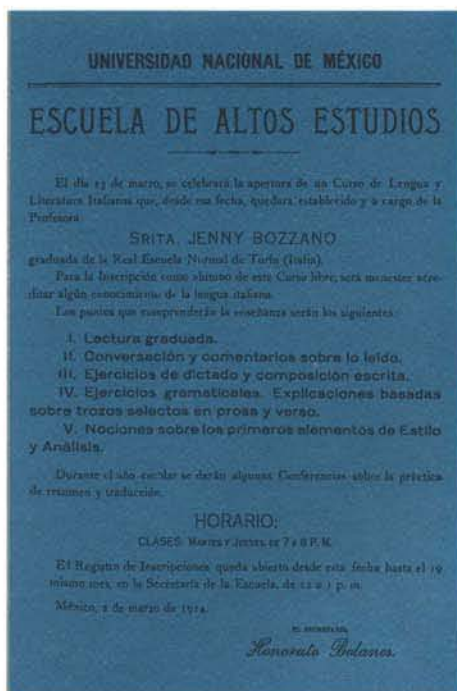 UNIVERSIDAD NACIONAL DE MÉXICO
ESCUELA DE ALTOS ESTUDIOS
El día 23 de marzo, se celebrará la apertura de un Curso de Lengua y
Literatura Italianas que, desde esa fecha, quedará establecido y a cargo de la
Profesora
SRITA. JENNY BOZZANO
graduada de la Real Escuela Normal de Turín (Italia).
Para la Inscripción como alumno de este Curso libre, será menester acre-
ditar algún conocimiento de la lengua italiana.
Los puntos que comprenderán la enseñanza serán los siguientes:
I. Lectura graduada.
II. Conversación y comentarios sobre lo leído.
III. Ejercicios de dictado y composición escrita.
IV. Ejercicios gramaticales. Explicaciones basadas
sobre trozos selectos en prosa y verso.
V. Nociones sobre los primeros elementos de Estilo
y Análisis.
Durante el año escolar se darán algunas Conferencias sobre la práctica
de resumen y traducción.
HORARIO:
CLASES: MARTES Y JUEVES, DE 7 A 8 P. M.
El Registro de Inscripciones queda abierto desde esta fecha hasta el 19
mismo mes, en la Secretaría de la Escuela, de 12 a 1 p. m.
México, 2 de marzo de 1914.
EL SECRETARIO,
Honorato Bolaños.